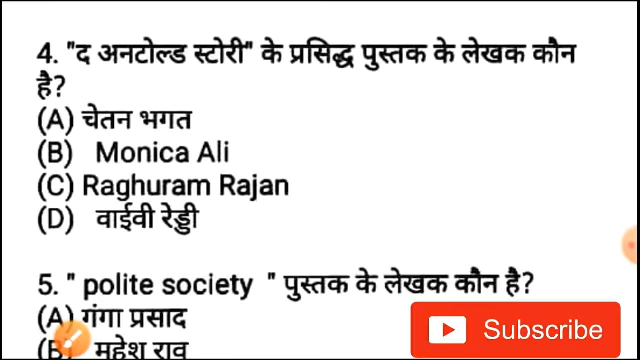 4. "द अनटोल्ड स्टोरी" के प्रसिद्ध पुस्तक के लेखक कौन
है?
(A) चेतन भगत
(B) Monica Ali
(C) Raghuram Rajan
(D) वाईवी रेड्डी
5. " polite society " पुस्तक के लेखक कौन है?
(A) गंगा प्रसाद
(B) महेश राव
Subscribe